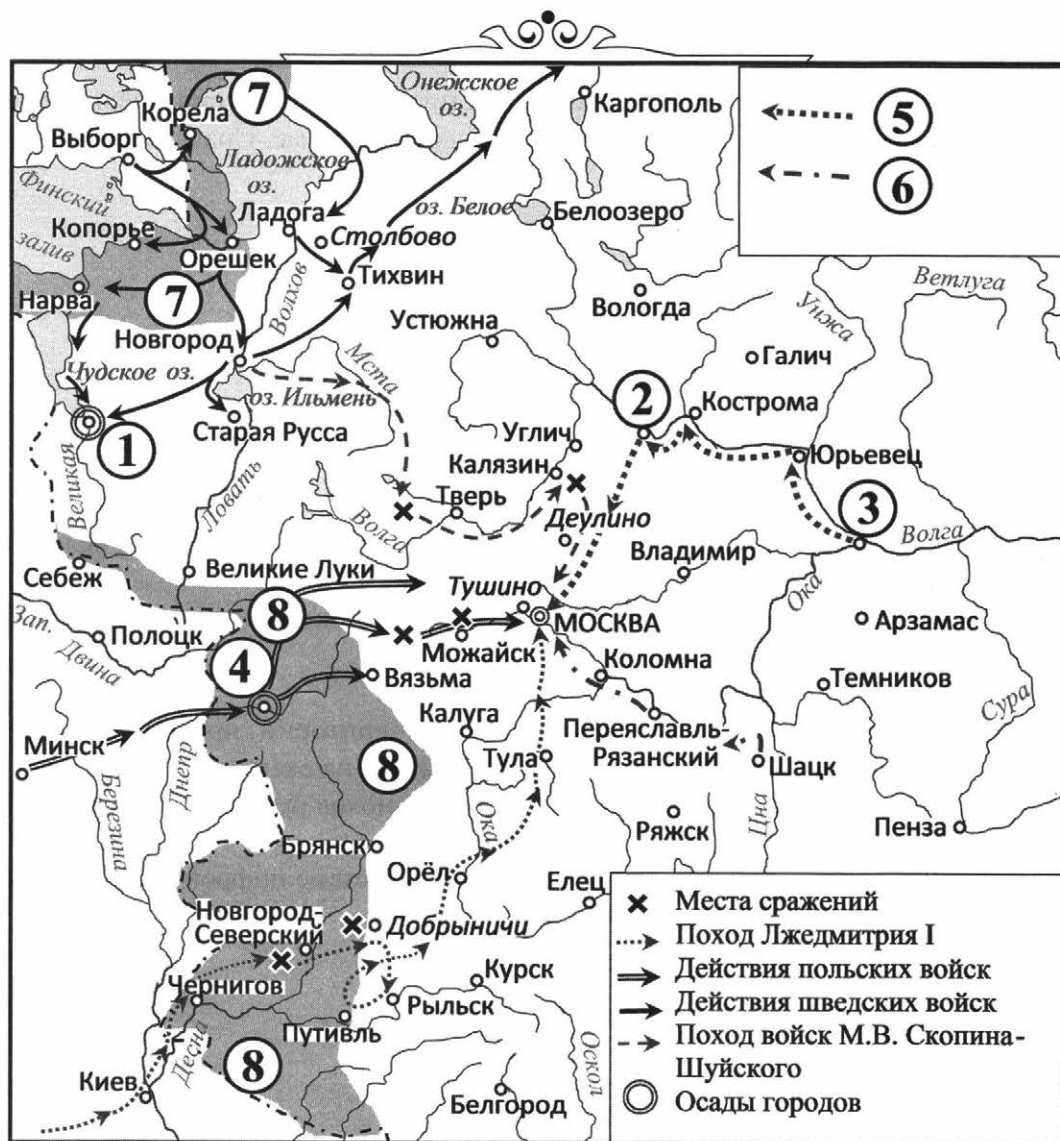 Онежское
оз.
Каргополь
5
6
7
Корела
Выборг
Ладожское
оз.
Финский
залив
Ладога
оз. Белое
Белоозеро
Копорье
Столбово
Орешек
Тихвин
Нарва
7
Волхов
Вологда
Ветлуга
Унжа
Новгород
Устюжна
Мста
Галич
Чудское оз.
оз. Ильмень
2
Кострома
1
Старая Русса
Углич
Калязин
Юрьевец
Великая
Ловать
Тверь
Волга
Деулино
3
Волга
Владимир
Себеж
Великие Луки
Тушино
Ока
8
МОСКВА
Арзамас
Полоцк
Зап. Двина
4
Можайск
Коломна
Вязьма
Темников
Сура
Калуга
Переяславль-
Рязанский
Минск
8
Тула
Шацк
Березина
Днепр
Ока
Ряжск
Цна
Пенза
Брянск
Орёл
Елец
Новгород-
Северский
Добрыничи
Чернигов
Курск
Рыльск
Путивль
Десна
8
Киев
Оскол
Белгород
Места сражений
Поход Лжедмитрия I
Действия польских войск
Действия шведских войск
Поход войск М.В. Скопина-
Шуйского
Осады городов